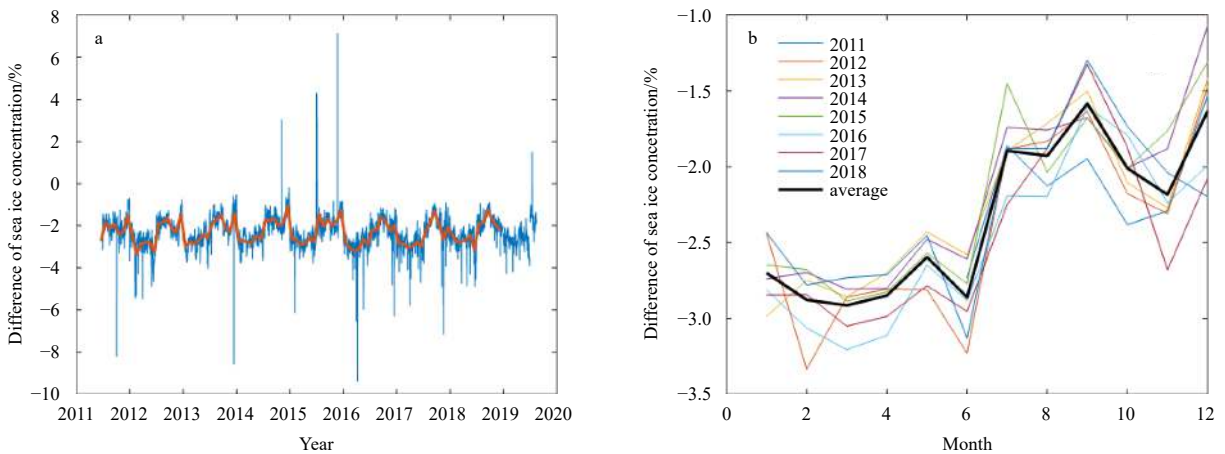 a
Difference of sea ice concentration/%
8
6
4
2
0
−2
−4
−6
−8
−10
2011 2012 2013 2014 2015 2016 2017 2018 2019 2020
Year
b
Difference of sea ice concetration/%
−1.0
−1.5
−2.0
−2.5
−3.0
−3.5
2011
2012
2013
2014
2015
2016
2017
2018
average
0 2 4 6 8 10 12
Month